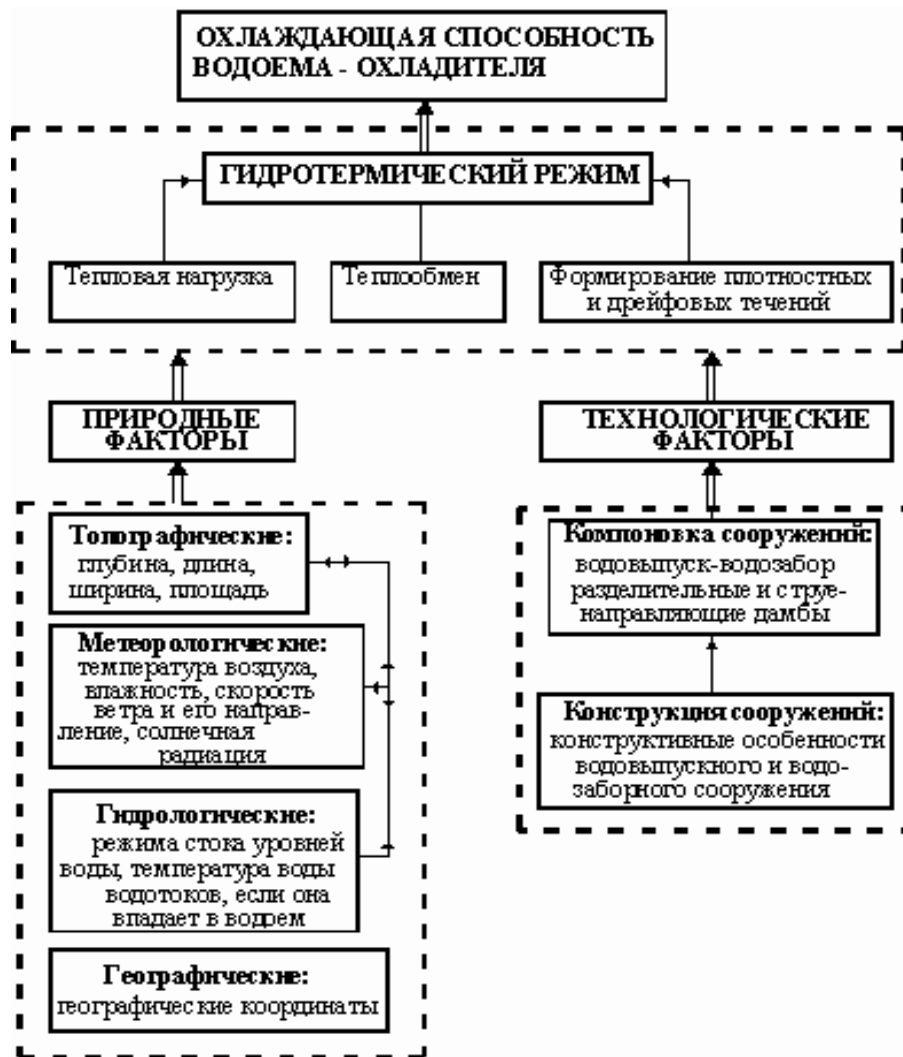 ОХЛАЖДАЮЩАЯ СПОСОБНОСТЬ
ВОДОЕМА - ОХЛАДИТЕЛЯ
ГИДРОТЕРМИЧЕСКИЙ РЕЖИМ
Тепловая нагрузка
Теплообмен
Формирование плотностных
и дрейфовых течений
ПРИРОДНЫЕ
ФАКТОРЫ
ТЕХНОЛОГИЧЕСКИЕ
ФАКТОРЫ
Топографические:
глубина, длина,
ширина, площадь
Метеорологические:
температура воздуха,
влажность, скорость
ветра и его направ-
ление, солнечная
радиация
Гидрологические:
режима стока уровней
воды, температура воды
водотоков, если она
впадает в водоем
Географические:
географические координаты
Компоновка сооружений:
водовыпуск-водозабор
разделительные и струе-
направляющие дамбы
Конструкция сооружений:
конструктивные особенности
водовыпускного и водо-
заборного сооружения